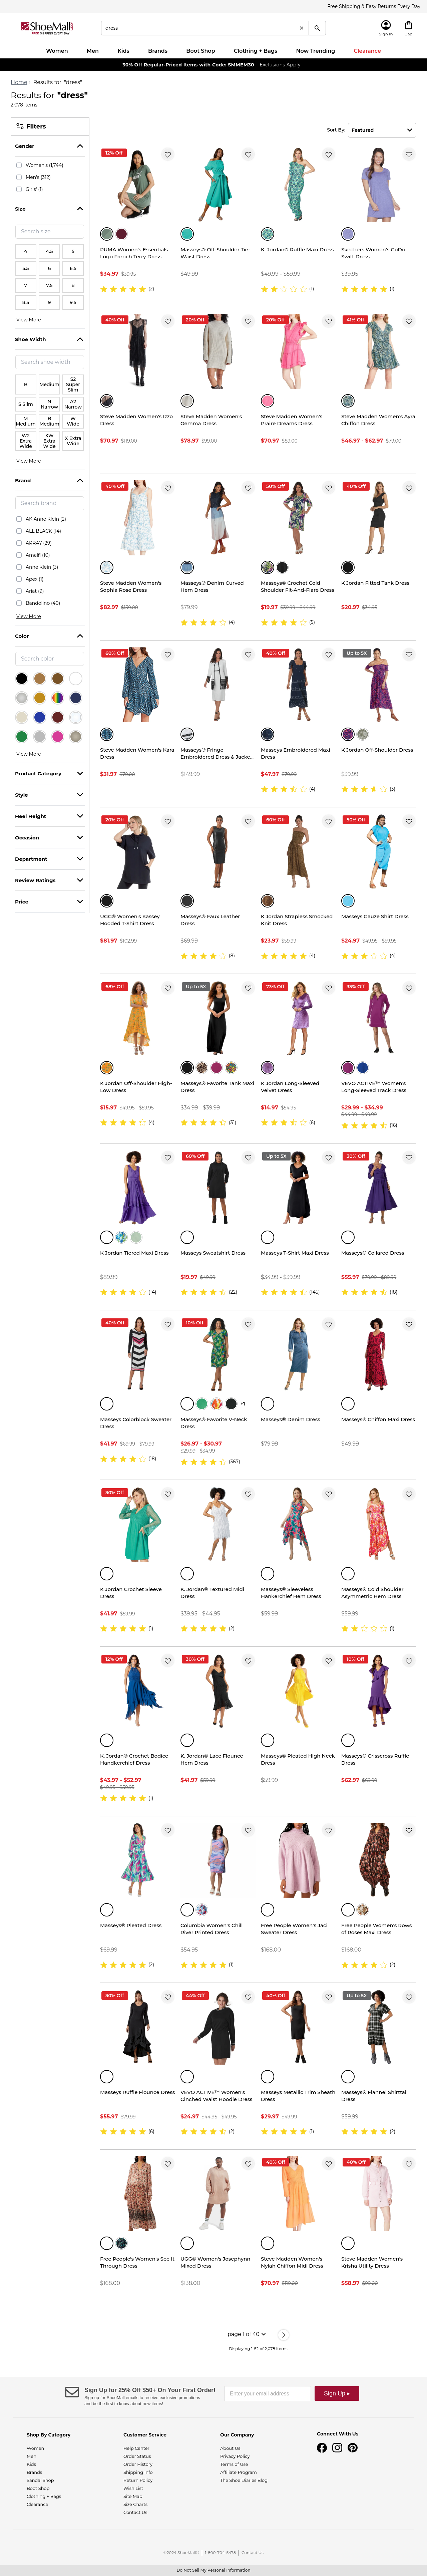 Free Shipping & Easy Returns Every Day
ShoeMall
FREE SHIPPING EVERY DAY
dress
Sign In
Bag
Women Men Kids Brands Boot Shop Clothing + Bags Now Trending Clearance
30% Off Regular-Priced Items with Code: SMMEM30 Exclusions Apply
Home › Results for "dress"
Results for "dress"
2,078 items
Filters
Gender
Women's (1,744)
Men's (312)
Girls' (1)
Size
Search size
4 4.5 5
5.5 6 6.5
7 7.5 8
8.5 9 9.5
View More
Shoe Width
Search shoe width
B Medium S2 Super Slim
S Slim N Narrow A2 Narrow
M Medium B Medium W Wide
W2 Extra Wide XW Extra Wide X Extra Wide
View More
Brand
Search brand
AK Anne Klein (2)
ALL BLACK (14)
ARRAY (29)
Amalfi (10)
Anne Klein (3)
Apex (1)
Ariat (9)
Bandolino (40)
View More
Color
Search color
View More
Product Category
Style
Heel Height
Occasion
Department
Review Ratings
Price
Sort By: Featured
12% Off
PUMA Women's Essentials Logo French Terry Dress
$34.97 $39.95
(2)
Masseys® Off-Shoulder Tie-Waist Dress
$49.99
K. Jordan® Ruffle Maxi Dress
$49.99 - $59.99
(1)
Skechers Women's GoDri Swift Dress
$39.95
(1)
40% Off
Steve Madden Women's Izzo Dress
$70.97 $119.00
20% Off
Steve Madden Women's Gemma Dress
$78.97 $99.00
20% Off
Steve Madden Women's Praire Dreams Dress
$70.97 $89.00
41% Off
Steve Madden Women's Ayra Chiffon Dress
$46.97 - $62.97 $79.00
40% Off
Steve Madden Women's Sophia Rose Dress
$82.97 $139.00
Masseys® Denim Curved Hem Dress
$79.99
(4)
50% Off
Masseys® Crochet Cold Shoulder Fit-And-Flare Dress
$19.97 $39.99 - $44.99
(5)
40% Off
K Jordan Fitted Tank Dress
$20.97 $34.95
60% Off
Steve Madden Women's Kara Dress
$31.97 $79.00
Masseys® Fringe Embroidered Dress & Jacke...
$149.99
40% Off
Masseys Embroidered Maxi Dress
$47.97 $79.99
(4)
Up to 5X
K Jordan Off-Shoulder Dress
$39.99
(3)
20% Off
UGG® Women's Kassey Hooded T-Shirt Dress
$81.97 $102.99
Masseys® Faux Leather Dress
$69.99
(8)
60% Off
K Jordan Strapless Smocked Knit Dress
$23.97 $59.99
(4)
50% Off
Masseys Gauze Shirt Dress
$24.97 $49.95 - $59.95
(4)
68% Off
K Jordan Off-Shoulder High-Low Dress
$15.97 $49.95 - $59.95
(4)
Up to 5X
Masseys® Favorite Tank Maxi Dress
$34.99 - $39.99
(31)
73% Off
K Jordan Long-Sleeved Velvet Dress
$14.97 $54.95
(6)
33% Off
VEVO ACTIVE™ Women's Long-Sleeved Track Dress
$29.99 - $34.99
$44.99 - $49.99
(16)
K Jordan Tiered Maxi Dress
$89.99
(14)
60% Off
Masseys Sweatshirt Dress
$19.97 $49.99
(22)
Up to 5X
Masseys T-Shirt Maxi Dress
$34.99 - $39.99
(145)
30% Off
Masseys® Collared Dress
$55.97 $79.99 - $89.99
(18)
40% Off
Masseys Colorblock Sweater Dress
$41.97 $69.99 - $79.99
(18)
10% Off
+1
Masseys® Favorite V-Neck Dress
$26.97 - $30.97
$29.99 - $34.99
(367)
Masseys® Denim Dress
$79.99
Masseys® Chiffon Maxi Dress
$49.99
30% Off
K Jordan Crochet Sleeve Dress
$41.97 $59.99
(1)
K. Jordan® Textured Midi Dress
$39.95 - $44.95
(2)
Masseys® Sleeveless Hankerchief Hem Dress
$59.99
Masseys® Cold Shoulder Asymmetric Hem Dress
$59.99
(1)
12% Off
K. Jordan® Crochet Bodice Handkerchief Dress
$43.97 - $52.97
$49.95 - $59.95
(1)
30% Off
K. Jordan® Lace Flounce Hem Dress
$41.97 $59.99
Masseys® Pleated High Neck Dress
$59.99
10% Off
Masseys® Crisscross Ruffle Dress
$62.97 $69.99
Masseys® Pleated Dress
$69.99
(2)
Columbia Women's Chill River Printed Dress
$54.95
(1)
Free People Women's Jaci Sweater Dress
$168.00
Free People Women's Rows of Roses Maxi Dress
$168.00
(2)
30% Off
Masseys Ruffle Flounce Dress
$55.97 $79.99
(6)
44% Off
VEVO ACTIVE™ Women's Cinched Waist Hoodie Dress
$24.97 $44.95 - $49.95
(2)
40% Off
Masseys Metallic Trim Sheath Dress
$29.97 $49.99
(1)
Up to 5X
Masseys® Flannel Shirttail Dress
$59.99
(2)
Free People's Women's See It Through Dress
$168.00
UGG® Women's Josephynn Mixed Dress
$138.00
40% Off
Steve Madden Women's Nylah Chiffon Midi Dress
$70.97 $119.00
40% Off
Steve Madden Women's Krisha Utility Dress
$58.97 $99.00
page 1 of 40
Displaying 1-52 of 2,078 items
Sign Up for 25% Off $50+ On Your First Order!
Sign up for ShoeMall emails to receive exclusive promotions
and be the first to know about new items!
Enter your email address
Sign Up ▸
Shop By Category
Women
Men
Kids
Brands
Sandal Shop
Boot Shop
Clothing + Bags
Clearance
Customer Service
Help Center
Order Status
Order History
Shipping Info
Return Policy
Wish List
Site Map
Size Charts
Contact Us
Our Company
About Us
Privacy Policy
Terms of Use
Affiliate Program
The Shoe Diaries Blog
Connect With Us
©2024 ShoeMall® | 1-800-704-5478 | Contact Us
Do Not Sell My Personal Information